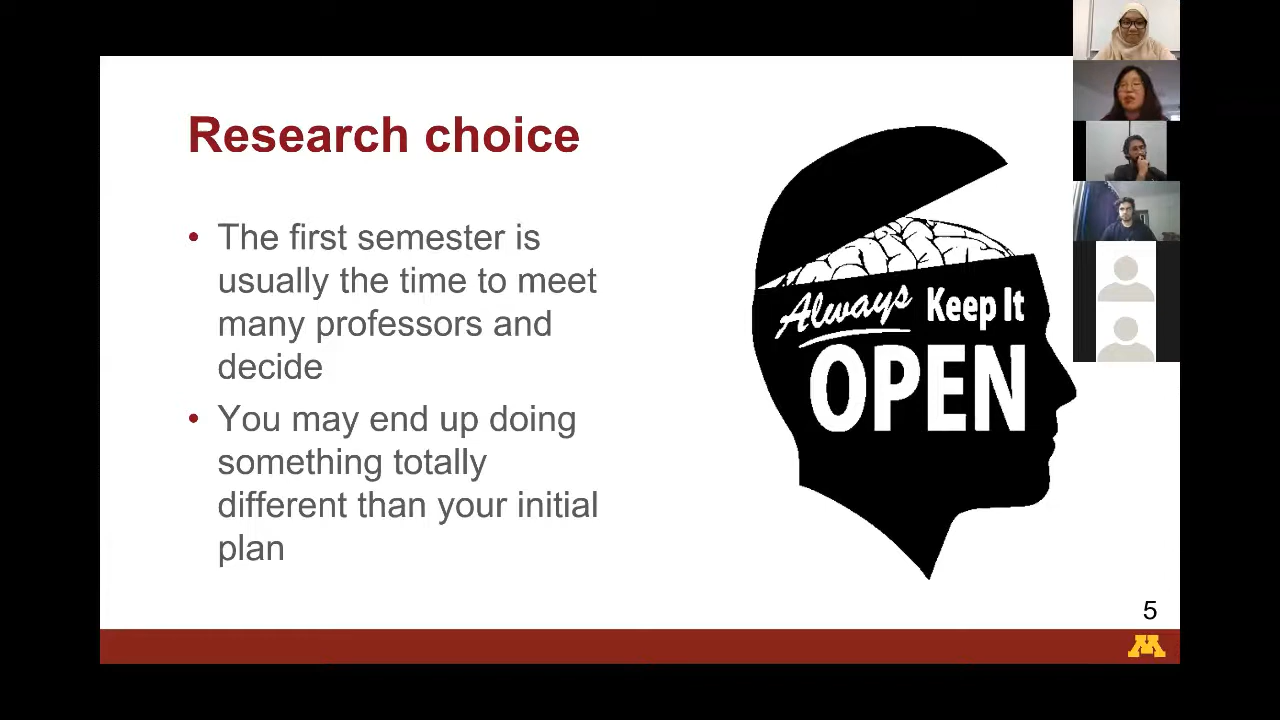 Research choice
• The first semester is
usually the time to meet
many professors and
decide
• You may end up doing
something totally
different than your initial
plan
Always Keep It
OPEN
5
M